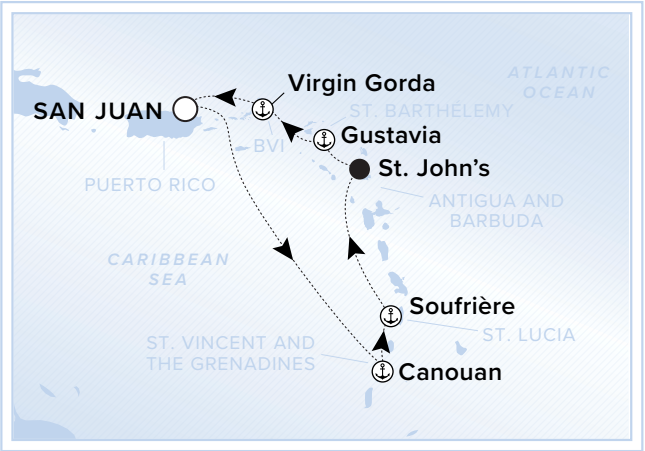 ATLANTIC
OCEAN
Virgin Gorda
SAN JUAN
ST. BARTHÉLEMY
Gustavia
BVI
St. John's
PUERTO RICO
ANTIGUA AND
BARBUDA
CARIBBEAN
SEA
Soufrière
ST. LUCIA
ST. VINCENT AND
THE GRENADINES
Canouan